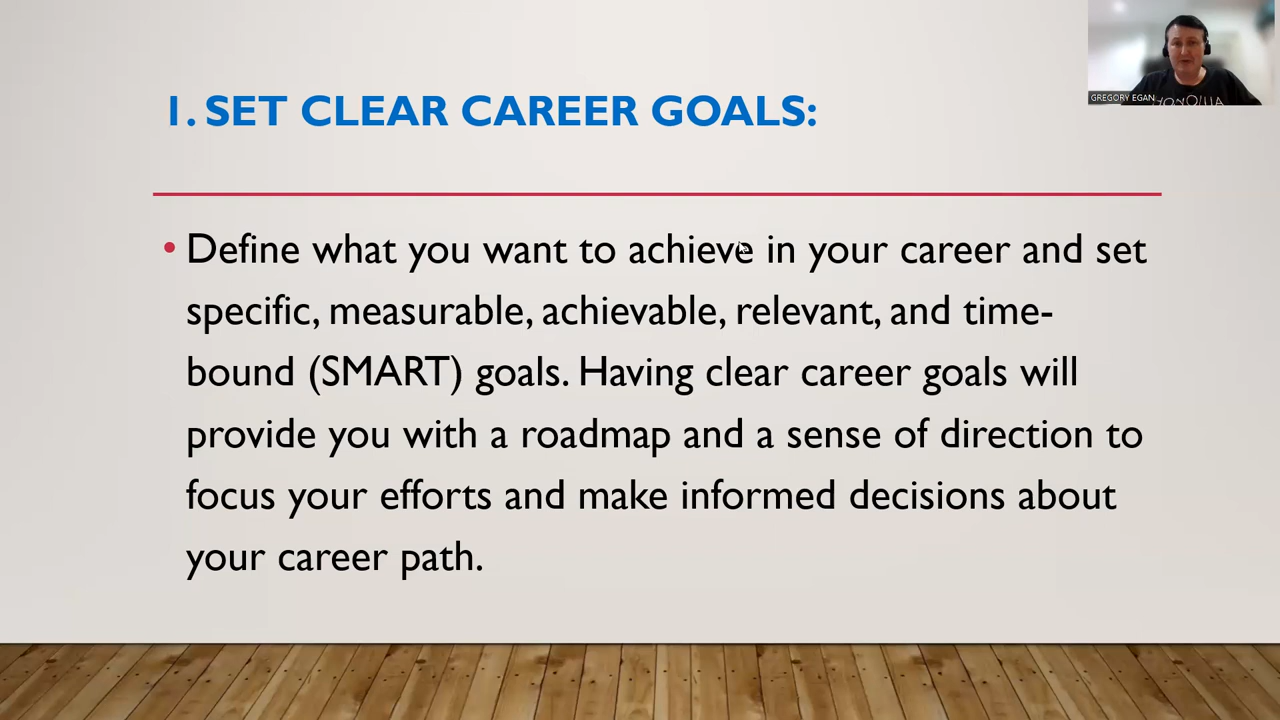 1. SET CLEAR CAREER GOALS:
GREGORY EGAN
• Define what you want to achieve in your career and set
specific, measurable, achievable, relevant, and time-
bound (SMART) goals. Having clear career goals will
provide you with a roadmap and a sense of direction to
focus your efforts and make informed decisions about
your career path.